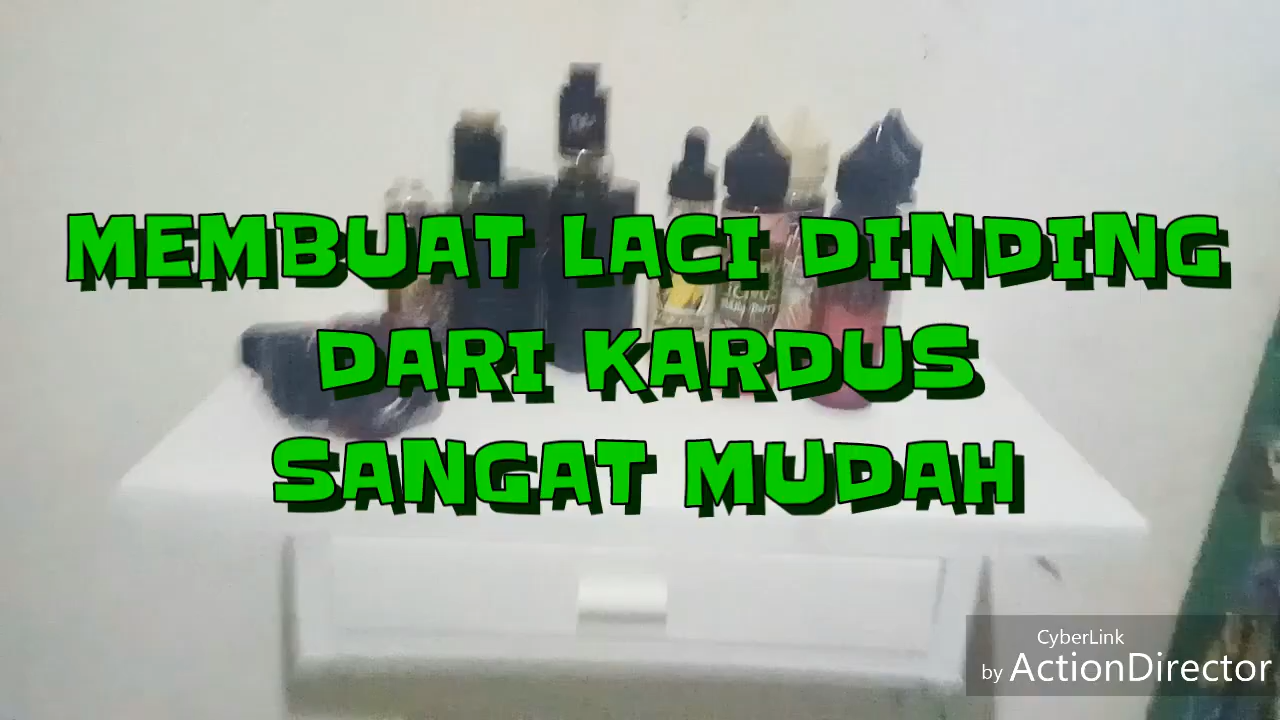 MEMBUAT LACI DINDING
DARI KARDUS
SANGAT MUDAH
CyberLink
by ActionDirector